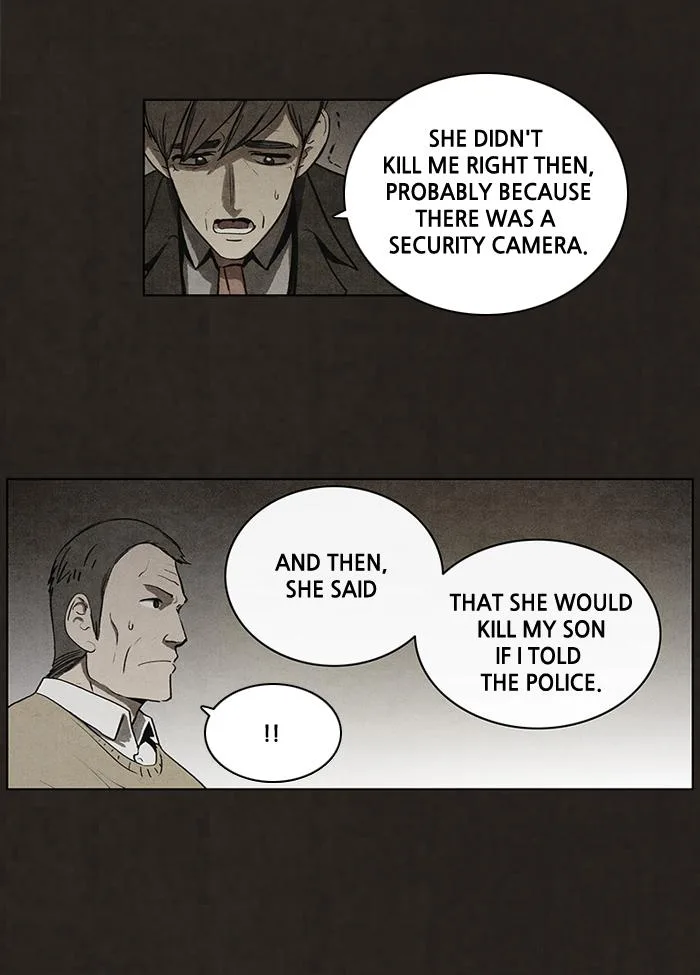 SHE DIDN'T
KILL ME RIGHT THEN,
PROBABLY BECAUSE
THERE WAS A
SECURITY CAMERA.
AND THEN,
SHE SAID
THAT SHE WOULD
KILL MY SON
IF I TOLD
THE POLICE.
!!